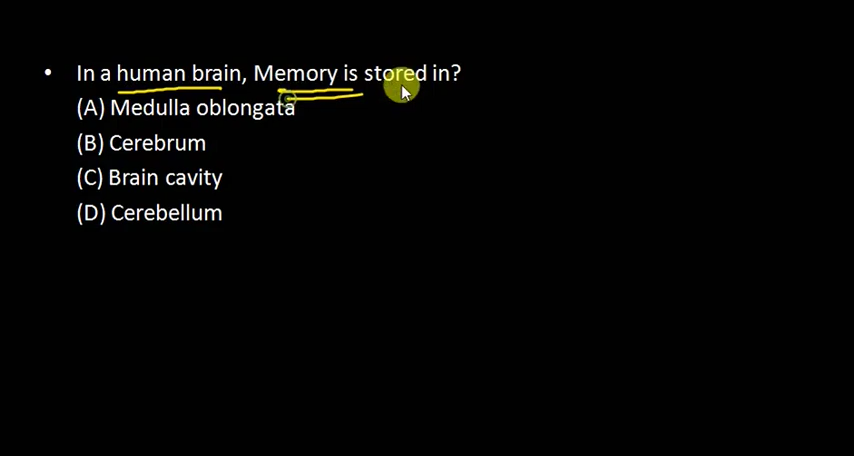 • In a human brain, Memory is stored in?
(A) Medulla oblongata
(B) Cerebrum
(C) Brain cavity
(D) Cerebellum